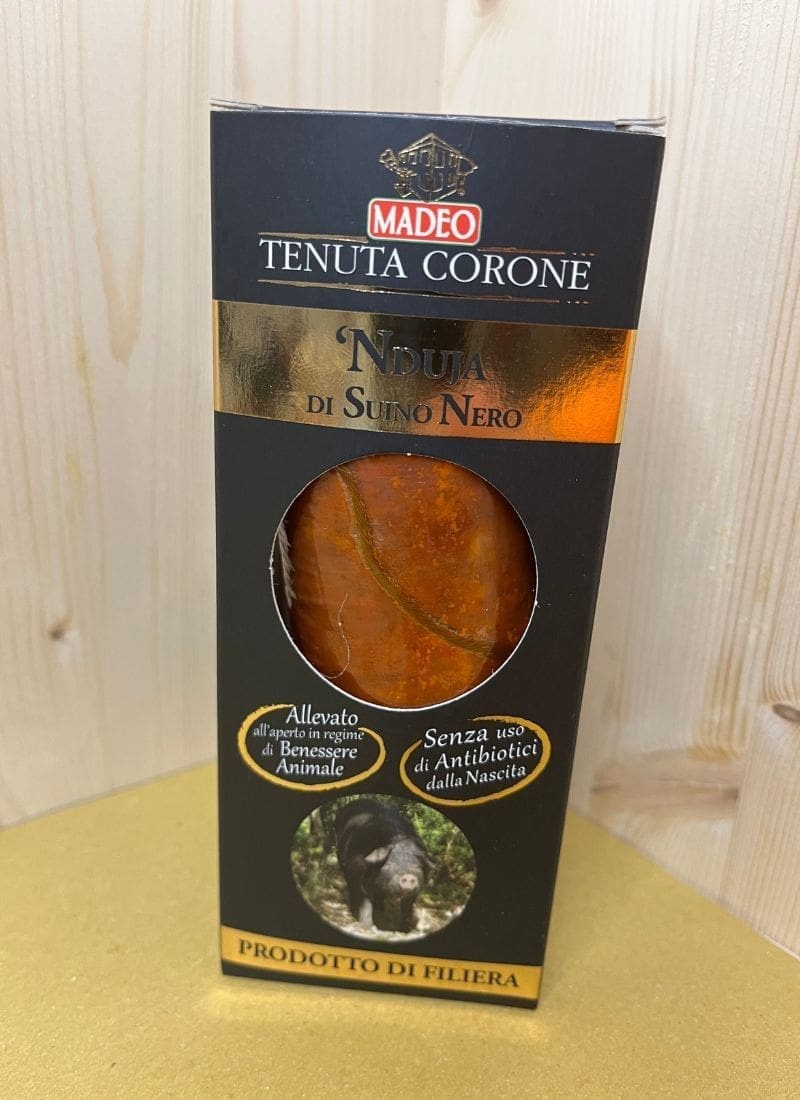 MADEO
TENUTA CORONE
'NDUJA
DI SUINO NERO
Allevato
all'aperto in regime
di Benessere
Animale
Senza uso
di Antibiotici
dalla Nascita
PRODOTTO DI FILIERA